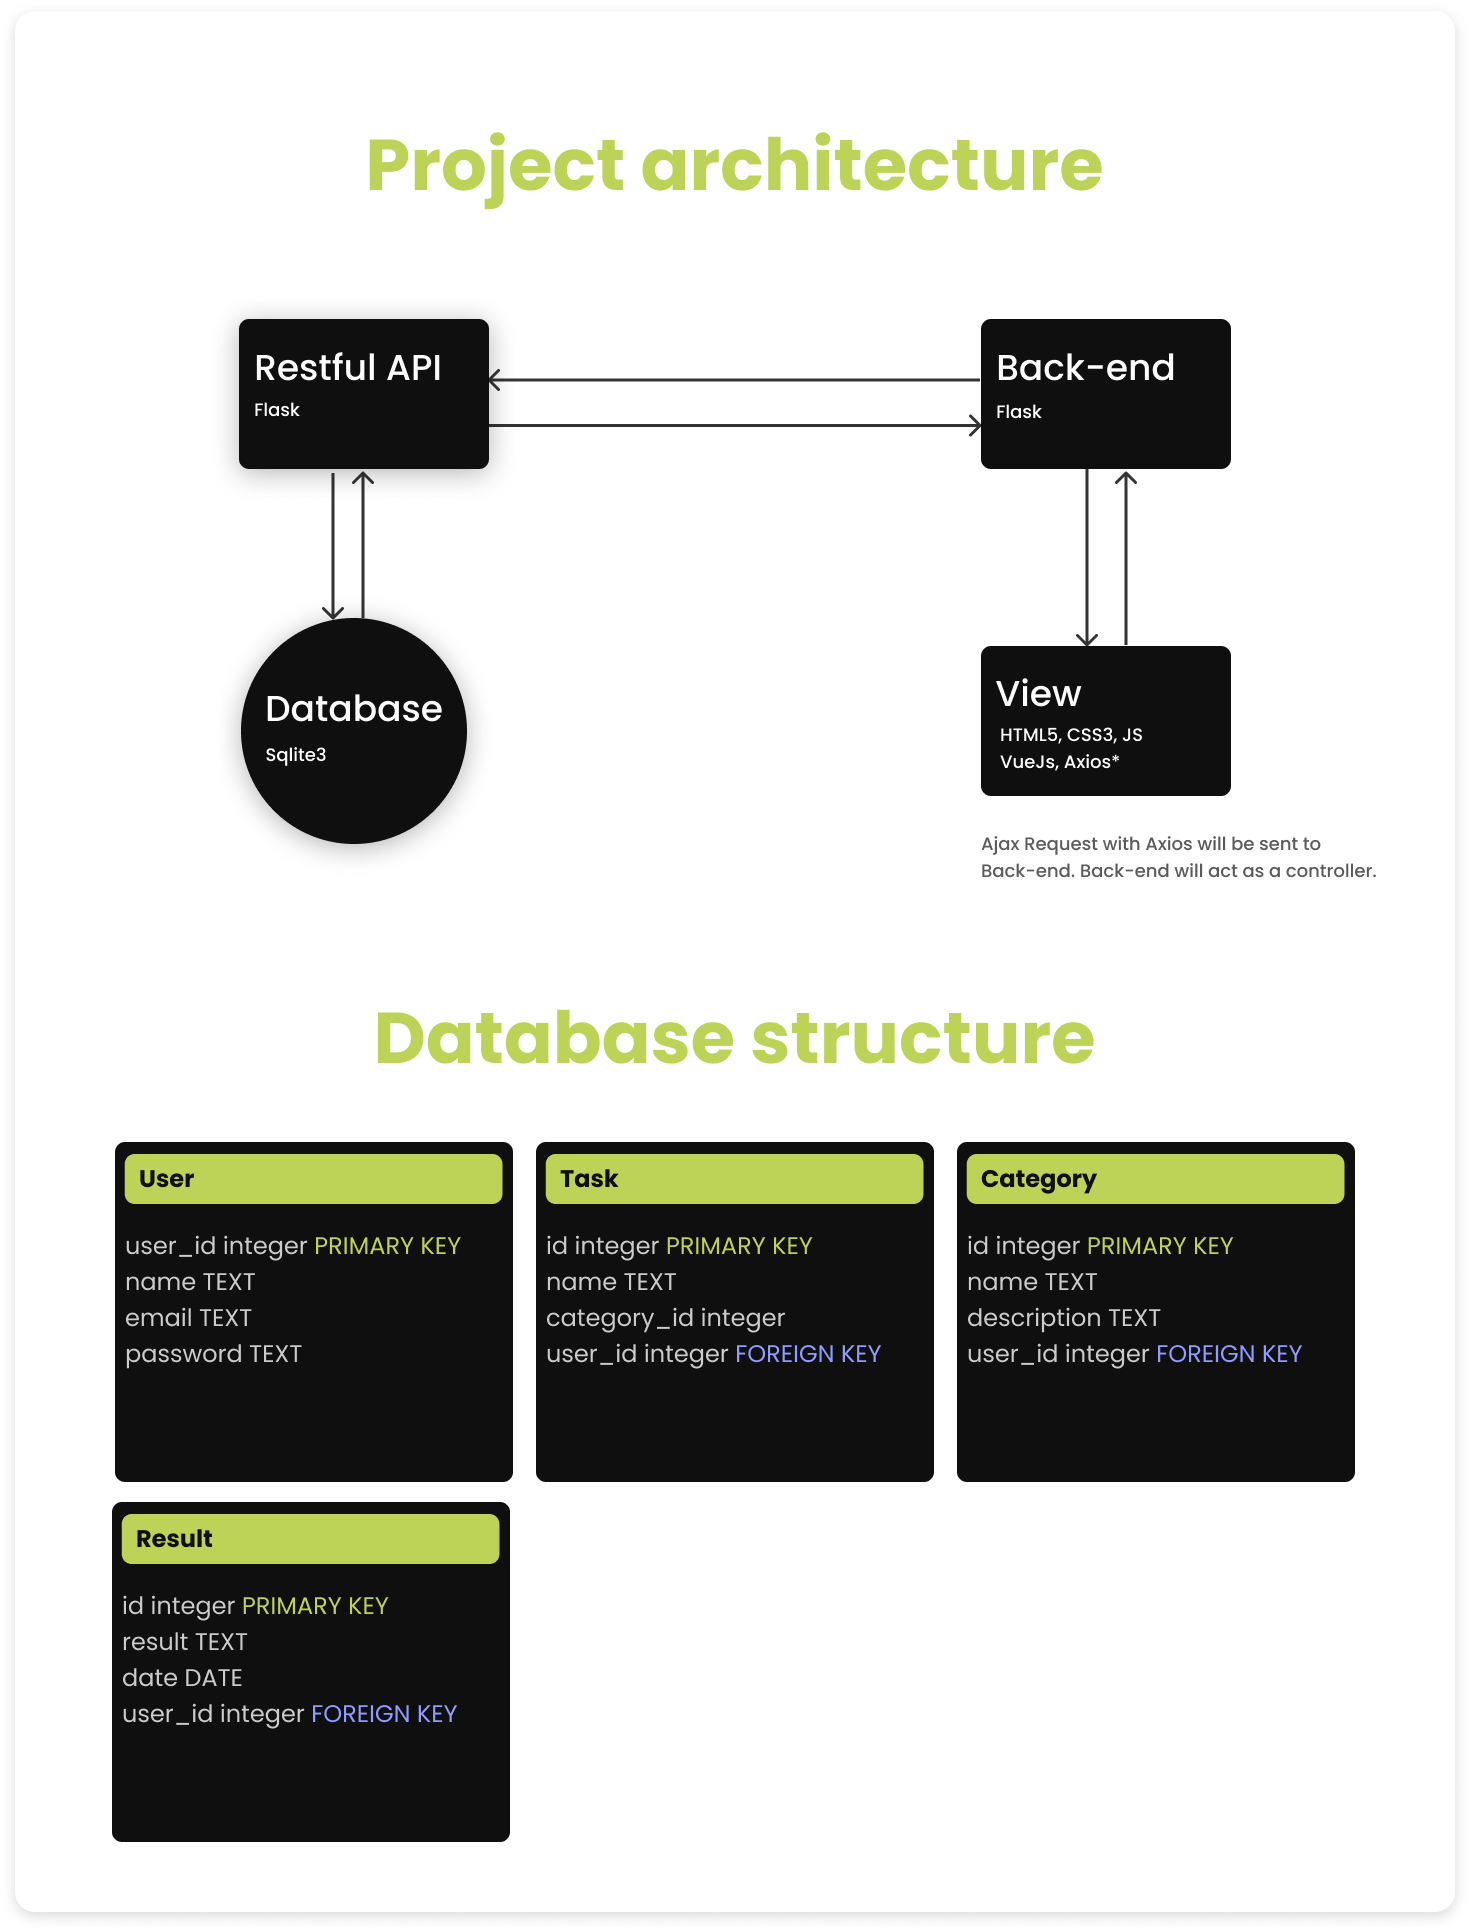 Project architecture
Restful API
Flask
Back-end
Flask
Database
Sqlite3
View
HTML5, CSS3, JS
VueJs, Axios*
Ajax Request with Axios will be sent to
Back-end. Back-end will act as a controller.
Database structure
User
user_id integer PRIMARY KEY
name TEXT
email TEXT
password TEXT
Task
id integer PRIMARY KEY
name TEXT
category_id integer
user_id integer FOREIGN KEY
Category
id integer PRIMARY KEY
name TEXT
description TEXT
user_id integer FOREIGN KEY
Result
id integer PRIMARY KEY
result TEXT
date DATE
user_id integer FOREIGN KEY